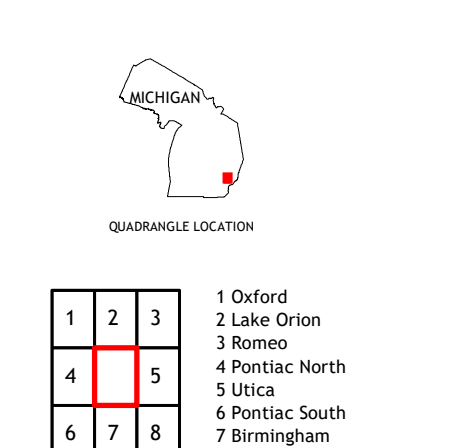 MICHIGAN
QUADRANGLE LOCATION
1 2 3
4 5
6 7 8
1 Oxford
2 Lake Orion
3 Romeo
4 Pontiac North
5 Utica
6 Pontiac South
7 Birmingham